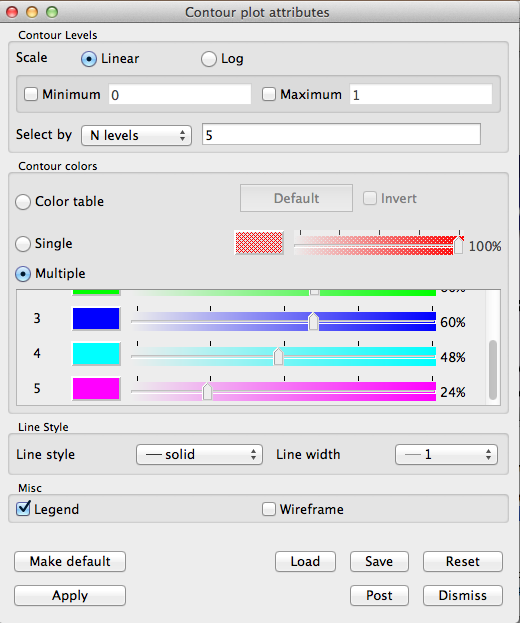 Contour plot attributes
Contour Levels
Scale Linear Log
Minimum 0 Maximum 1
Select by N levels 5
Contour colors
Color table Default Invert
Single 100%
Multiple
3 60%
4 48%
5 24%
Line Style
Line style solid Line width 1
Misc
Legend Wireframe
Make default Load Save Reset
Apply Post Dismiss